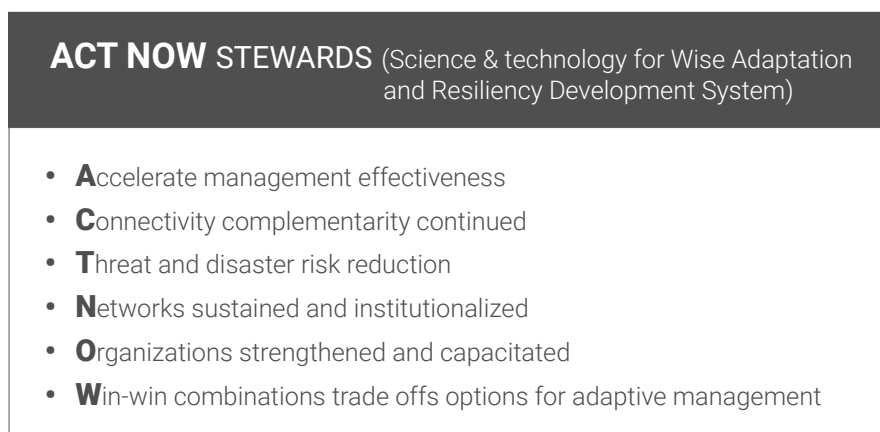 ACT NOW STEWARDS (Science & technology for Wise Adaptation
and Resiliency Development System)
• Accelerate management effectiveness
• Connectivity complementarity continued
• Threat and disaster risk reduction
• Networks sustained and institutionalized
• Organizations strengthened and capacitated
• Win-win combinations trade offs options for adaptive management